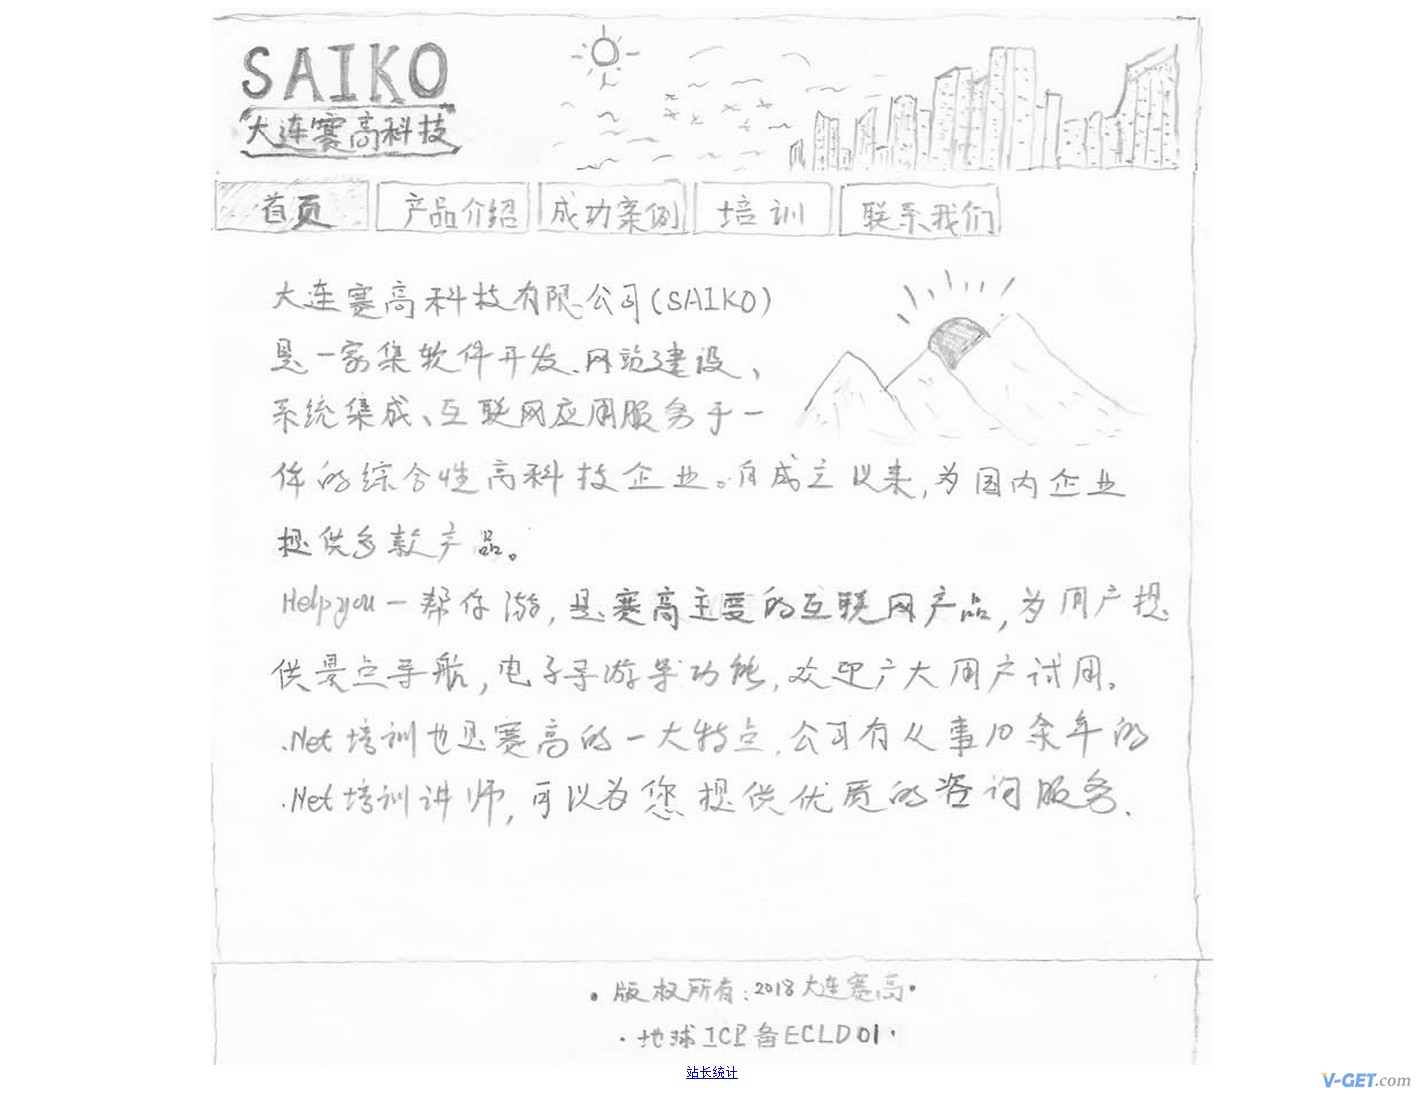 SAIKO
大连赛高科技
首页
产品介绍
成功案例
培训
联系我们
大连赛高科技有限公司(SAIKO)
是一家集软件开发、网站建设、
系统集成、互联网应用服务于一
体的综合性高科技企业。自成立以来,为国内企业
提供多款产品。
Helpyou一帮你游,是赛高主要的互联网产品,为用户提
供景点导航,电子导游等功能,欢迎广大用户试用。
.Net培训也是赛高的一大特点,公司有从事10余年的
.Net培训讲师,可以为您提供优质的咨询服务.
•版权所有:2018大连赛高•
·地球ICP备ECLD01·
站长统计
V-GET.com